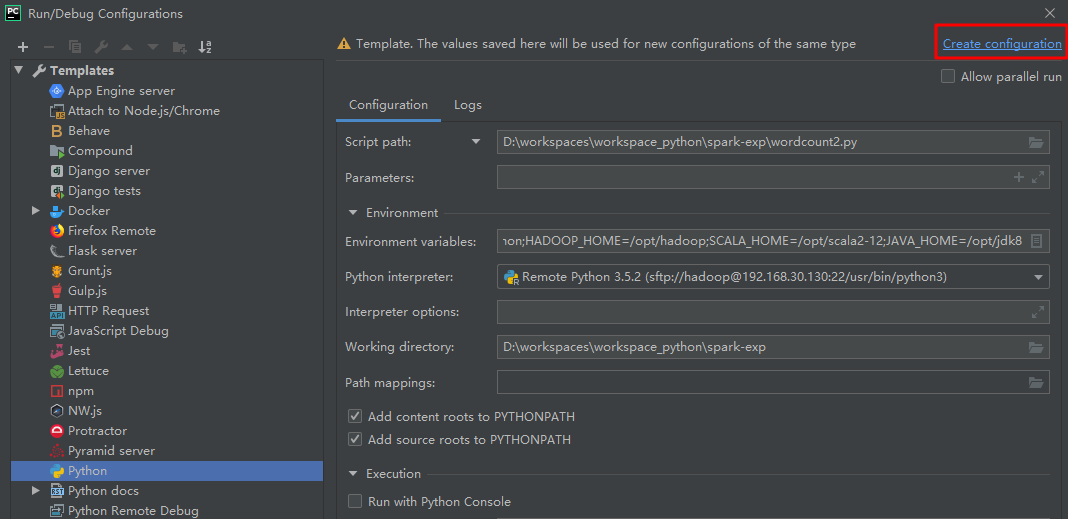 PC Run/Debug Configurations
Template. The values saved here will be used for new configurations of the same type
Create configuration
Allow parallel run
Templates
App Engine server
Attach to Node.js/Chrome
Behave
Compound
Django server
Django tests
Docker
Firefox Remote
Flask server
Grunt.js
Gulp.js
HTTP Request
JavaScript Debug
Jest
Lettuce
npm
NW.js
Protractor
Pyramid server
Python
Python docs
Python Remote Debug
Configuration Logs
Script path: D:\workspaces\workspace_python\spark-exp\wordcount2.py
Parameters:
Environment
Environment variables: non;HADOOP_HOME=/opt/hadoop;SCALA_HOME=/opt/scala2-12;JAVA_HOME=/opt/jdk8
Python interpreter: Remote Python 3.5.2 (sftp://hadoop@192.168.30.130:22/usr/bin/python3)
Interpreter options:
Working directory: D:\workspaces\workspace_python\spark-exp
Path mappings:
Add content roots to PYTHONPATH
Add source roots to PYTHONPATH
Execution
Run with Python Console